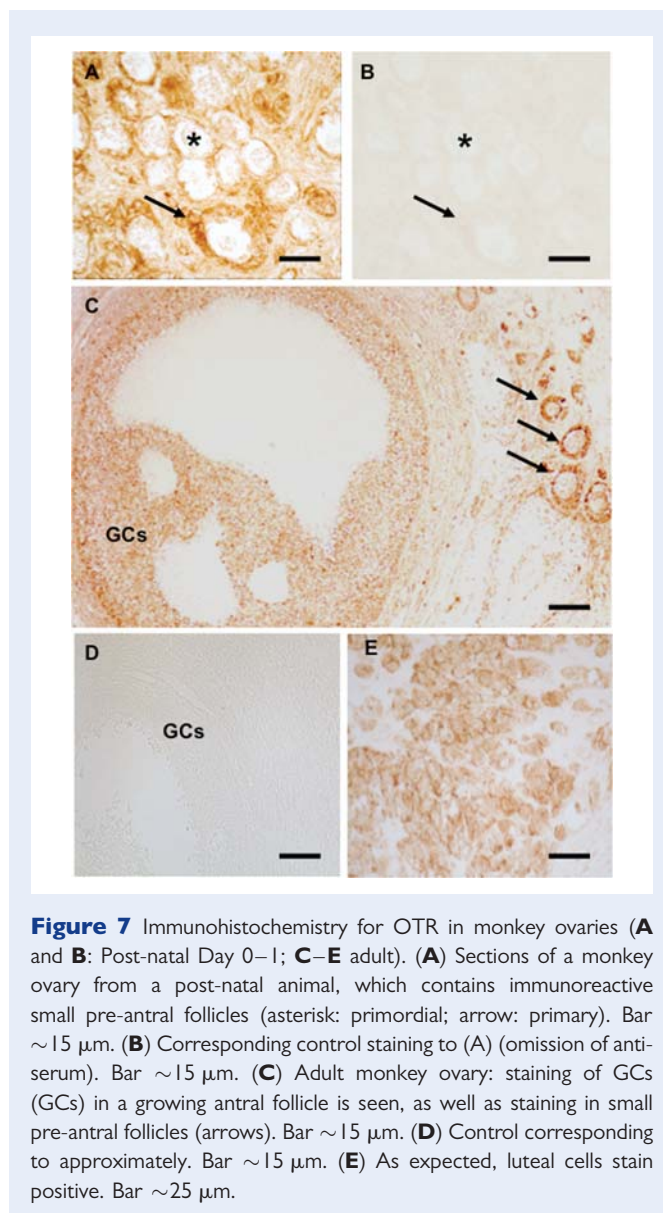 A
B
*
*
C
GCs
D
GCs
E
Figure 7 Immunohistochemistry for OTR in monkey ovaries (A
and B: Post-natal Day 0–1; C–E adult). (A) Sections of a monkey
ovary from a post-natal animal, which contains immunoreactive
small pre-antral follicles (asterisk: primordial; arrow: primary). Bar
~15 μm. (B) Corresponding control staining to (A) (omission of anti-
serum). Bar ~15 μm. (C) Adult monkey ovary: staining of GCs
(GCs) in a growing antral follicle is seen, as well as staining in small
pre-antral follicles (arrows). Bar ~15 μm. (D) Control corresponding
to approximately. Bar ~15 μm. (E) As expected, luteal cells stain
positive. Bar ~25 μm.